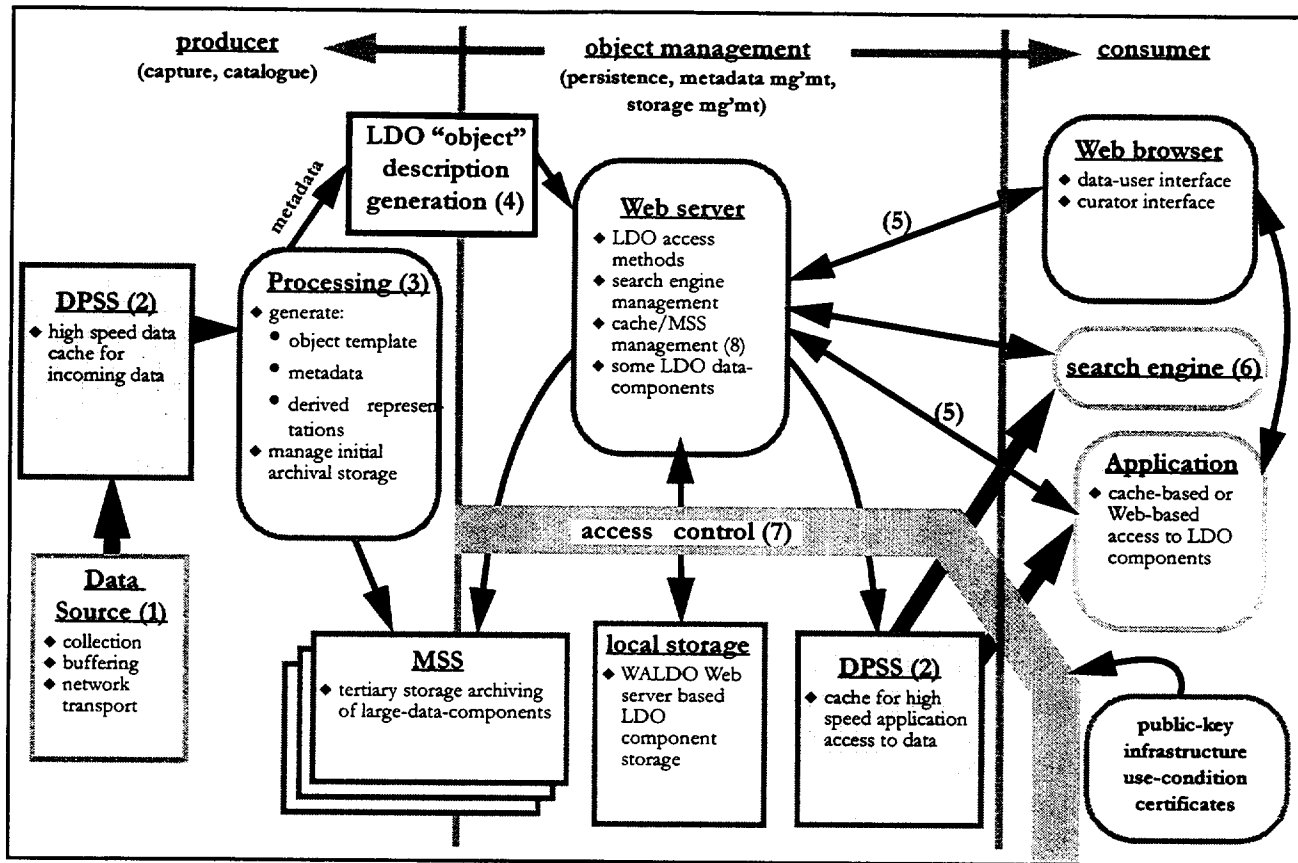 producer
(capture, catalogue)
object management
(persistence, metadata mg'mt,
storage mg'mt)
consumer
LDO "object"
description
generation (4)
metadata
DPSS (2)
◆ high speed data
cache for
incoming data
Processing (3)
◆ generate:
● object template
● metadata
● derived represen-
tations
◆ manage initial
archival storage
Data
Source (1)
◆ collection
◆ buffering
◆ network
transport
Web server
◆ LDO access
methods
◆ search engine
management
◆ cache/MSS
management (8)
◆ some LDO data-
components
(5)
(5)
Web browser
◆ data-user interface
◆ curator interface
search engine (6)
Application
◆ cache-based or
Web-based
access to LDO
components
access control (7)
MSS
◆ tertiary storage archiving
of large-data-components
local storage
◆ WALDO Web
server based
LDO
component
storage
DPSS (2)
◆ cache for high
speed application
access to data
public-key
infrastructure
use-condition
certificates